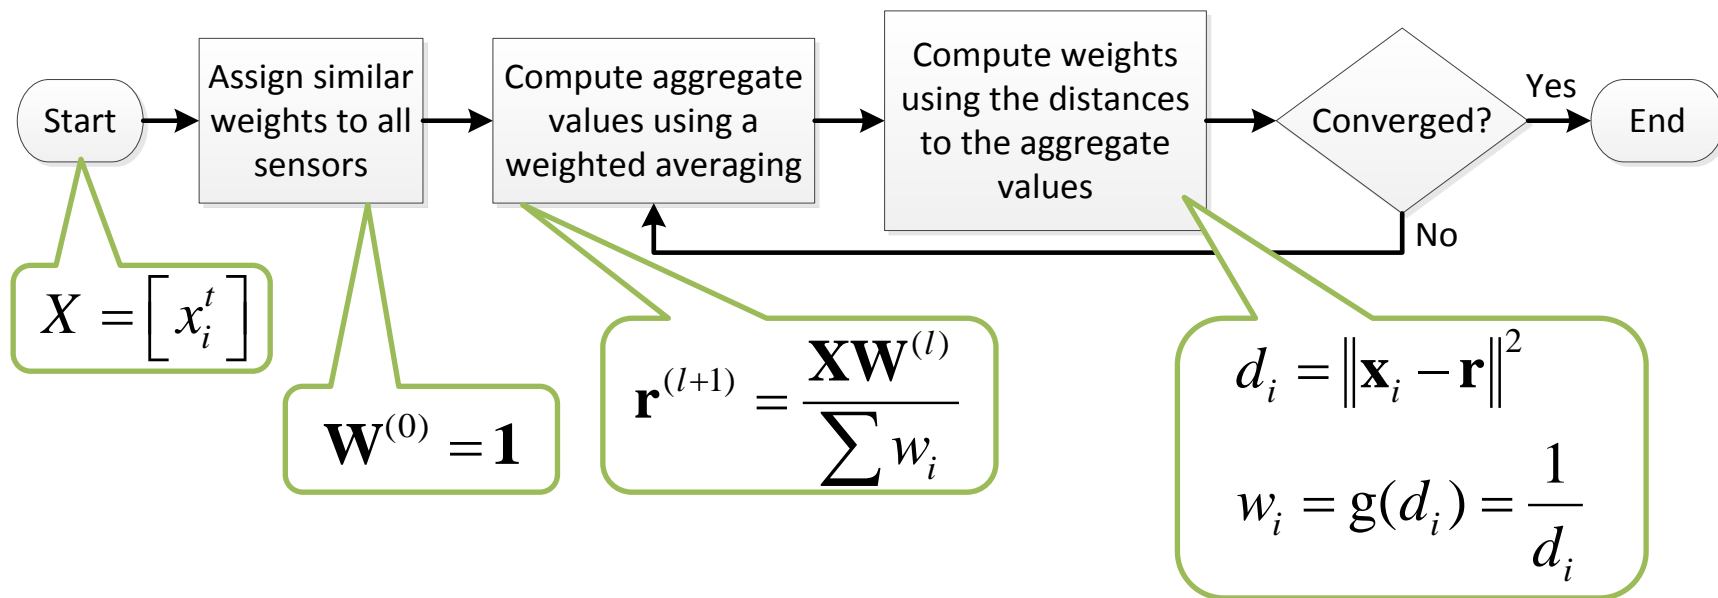 Start
Assign similar
weights to all
sensors
Compute aggregate
values using a
weighted averaging
Compute weights
using the distances
to the aggregate
values
Converged?
Yes
End
No
X = [ x_i^t ]
W^(0) = 1
r^(l+1) = XW^(l) / ∑ w_i
d_i = ‖x_i − r‖^2
w_i = g(d_i) = 1 / d_i